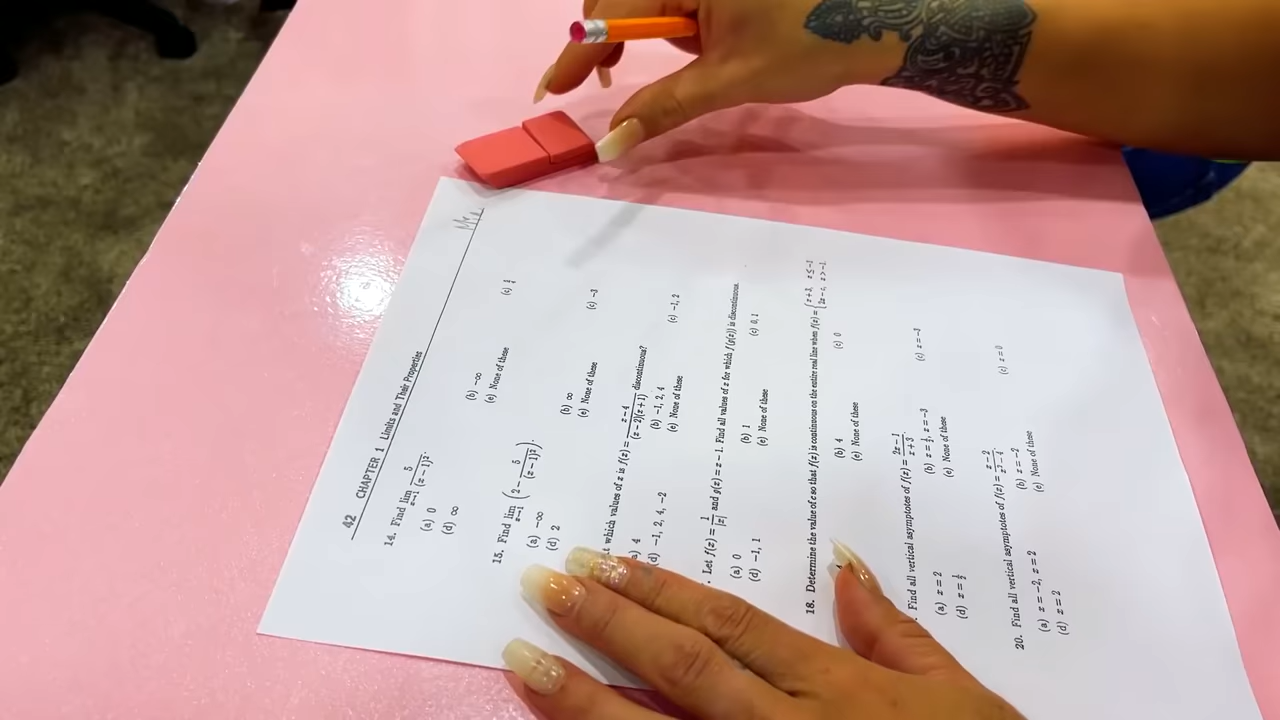 42 CHAPTER 1 Limits and Their Properties
14. Find lim x→1 5/(x − 1)².
(a) 0 (b) −∞
(d) ∞ (e) None of these
15. Find lim x→1 (2 − 5/(x − 1)²).
(a) −∞ (b) ∞ (c) −3
(d) 2 (e) None of these
which values of x is f(x) = x − 4/(x − 2)(x + 1) discontinuous?
4 (b) −1, 2, 4 (c) −1, 2
(d) −1, 2, 4, −2 (e) None of these
. Let f(x) = 1/|x| and g(x) = x − 1. Find all values of x for which f(g(x)) is discontinuous.
(a) 0 (b) 1 (c) 0, 1
(d) −1, 1 (e) None of these
18. Determine the value of c so that f(x) is continuous on the entire real line when f(x) = { x + 3, x ≤ −1
2x − c, x > −1.
(b) 4 (c) 0
(e) None of these
. Find all vertical asymptotes of f(x) = 2x − 1/x + 3.
(a) x = 2 (b) x = 1/2, x = −3 (c) x = −3
(d) x = 1/2 (e) None of these
20. Find all vertical asymptotes of f(x) = x − 2/x² − 4.
(a) x = −2, x = 2 (b) x = −2 (c) x = 0
(d) x = 2 (e) None of these